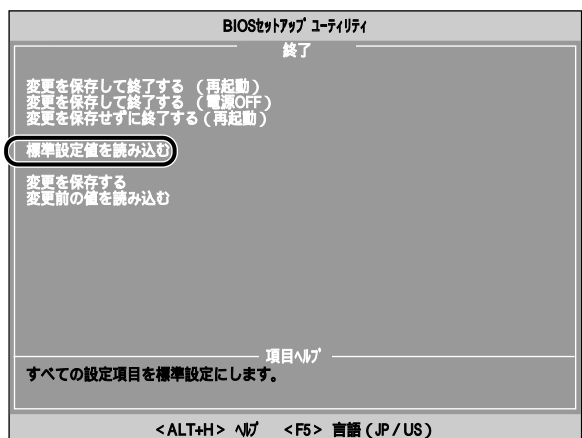 BIOSｾｯﾄｱｯﾌﾟ ﾕｰﾃｨﾘﾃｨ
終了
変更を保存して終了する （再起動）
変更を保存して終了する （電源OFF）
変更を保存せずに終了する（再起動）
標準設定値を読み込む
変更を保存する
変更前の値を読み込む
項目ﾍﾙﾌﾟ
すべての設定項目を標準設定にします。
<ALT+H> ﾍﾙﾌﾟ <F5> 言語（JP／US）